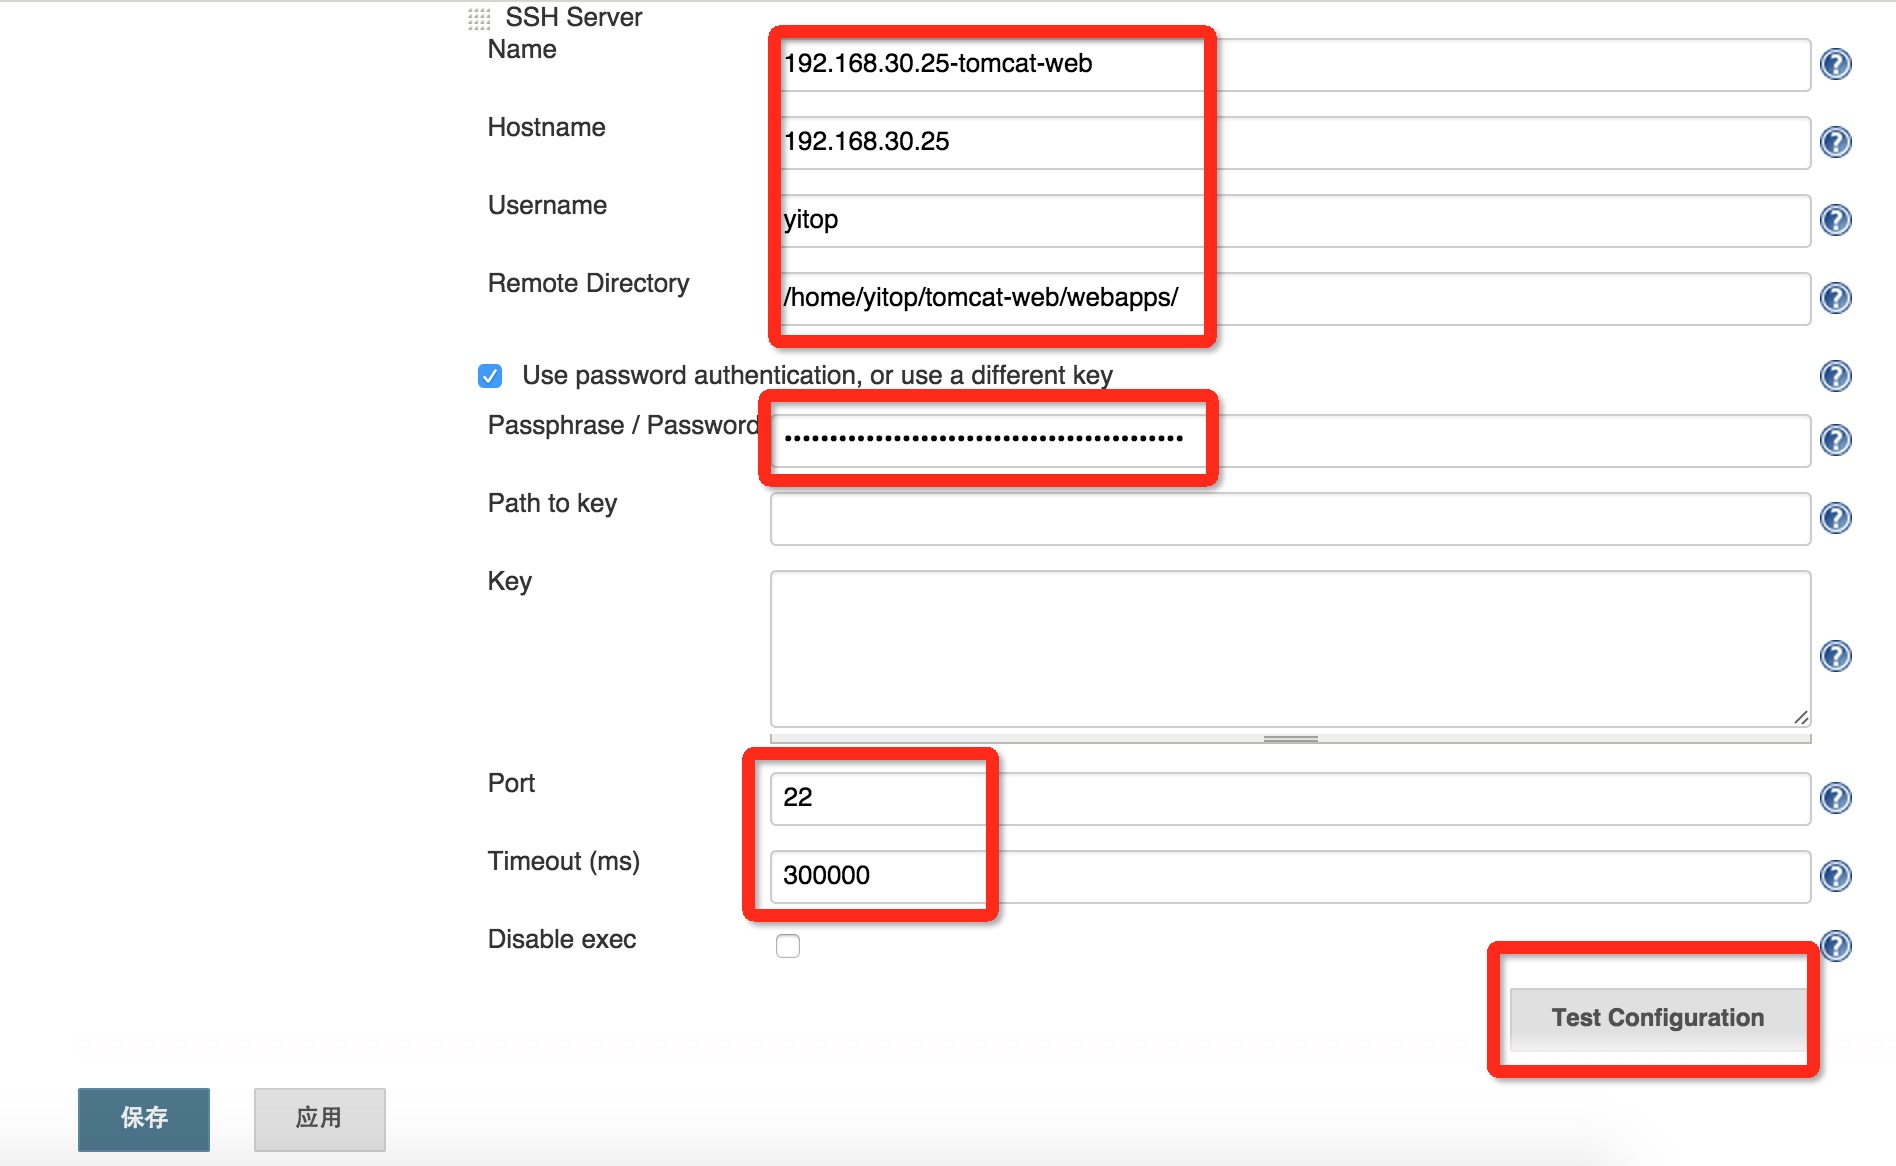 SSH Server
Name
192.168.30.25-tomcat-web
Hostname
192.168.30.25
Username
yitop
Remote Directory
/home/yitop/tomcat-web/webapps/
Use password authentication, or use a different key
Passphrase / Password
Path to key
Key
Port
22
Timeout (ms)
300000
Disable exec
Test Configuration
保存
应用